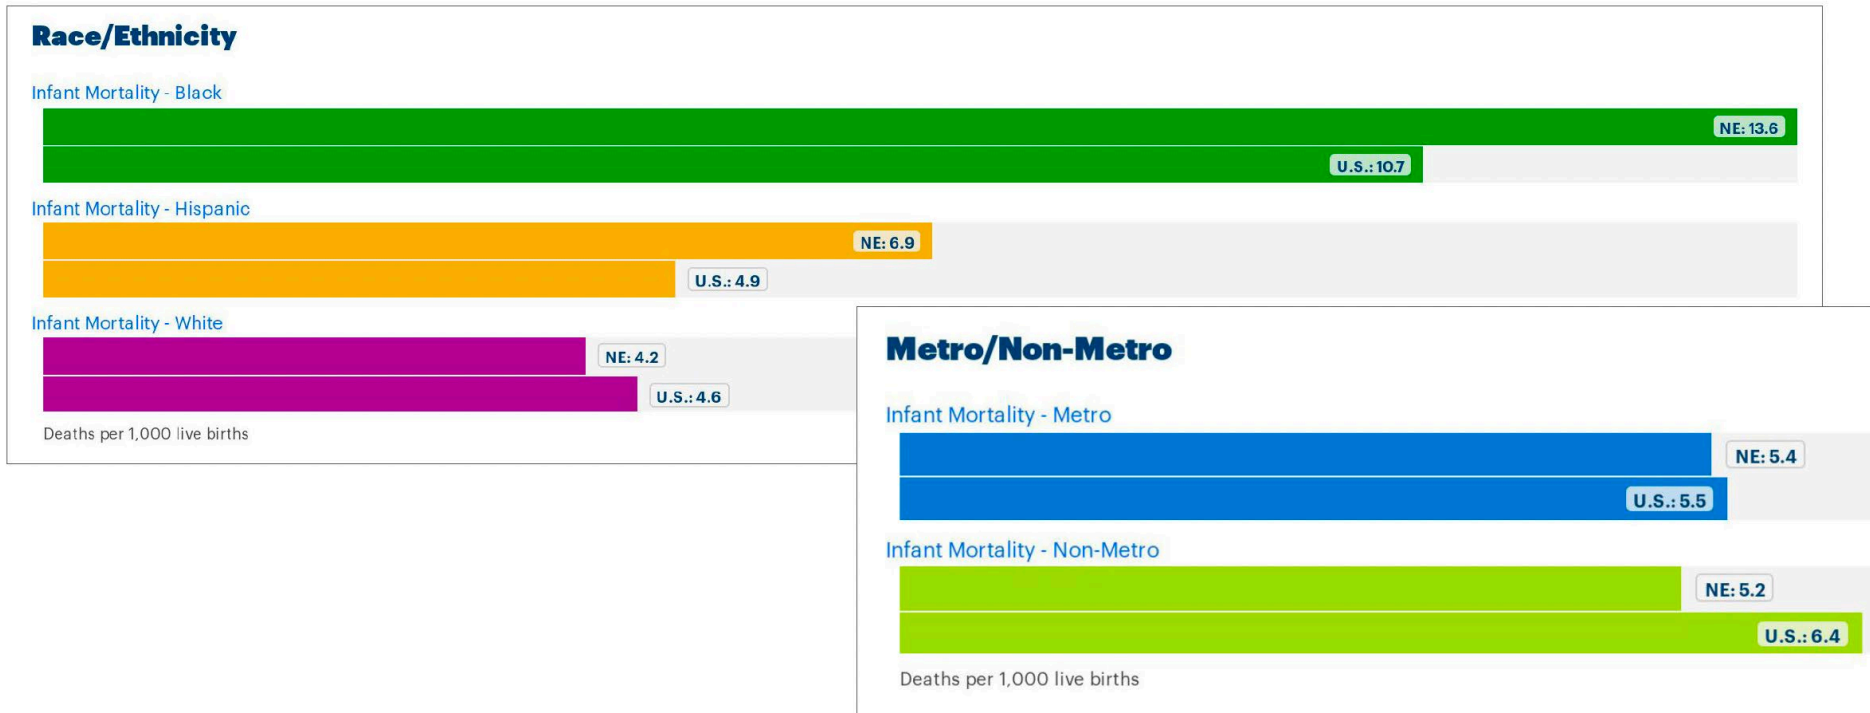 Race/Ethnicity
Infant Mortality - Black
NE: 13.6
U.S.: 10.7
Infant Mortality - Hispanic
NE: 6.9
U.S.: 4.9
Infant Mortality - White
NE: 4.2
U.S.: 4.6
Deaths per 1,000 live births
Metro/Non-Metro
Infant Mortality - Metro
NE: 5.4
U.S.: 5.5
Infant Mortality - Non-Metro
NE: 5.2
U.S.: 6.4
Deaths per 1,000 live births